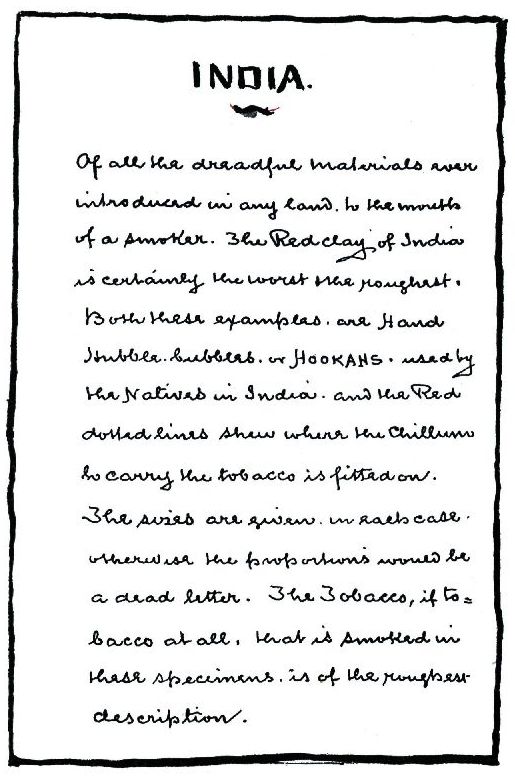 INDIA.
Of all the dreadful materials ever
introduced in any land. to the mouth
of a smoker. The Red clay of India
is certainly the worst & the roughest.
Both these examples. are Hand
Hubble. bubbles. or HOOKAHS. used by
the Natives in India. and the Red
dotted lines shew where the Chillum
to carry the tobacco is fitted on.
The sizes are given. in each case.
otherwise the proportions would be
a dead letter. The Tobacco, if to=
bacco at all. that is smoked in
these specimens. is of the roughest
description.